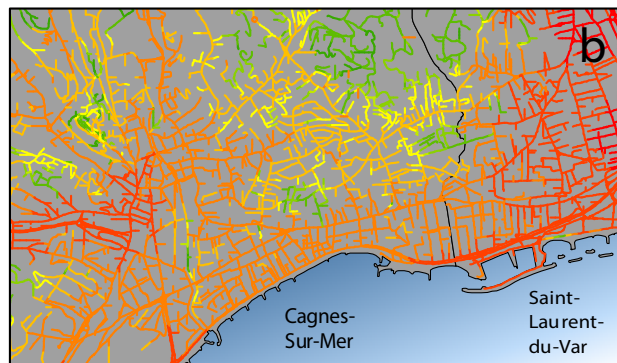 b
Cagnes-
Sur-Mer
Saint-
Laurent-
du-Var